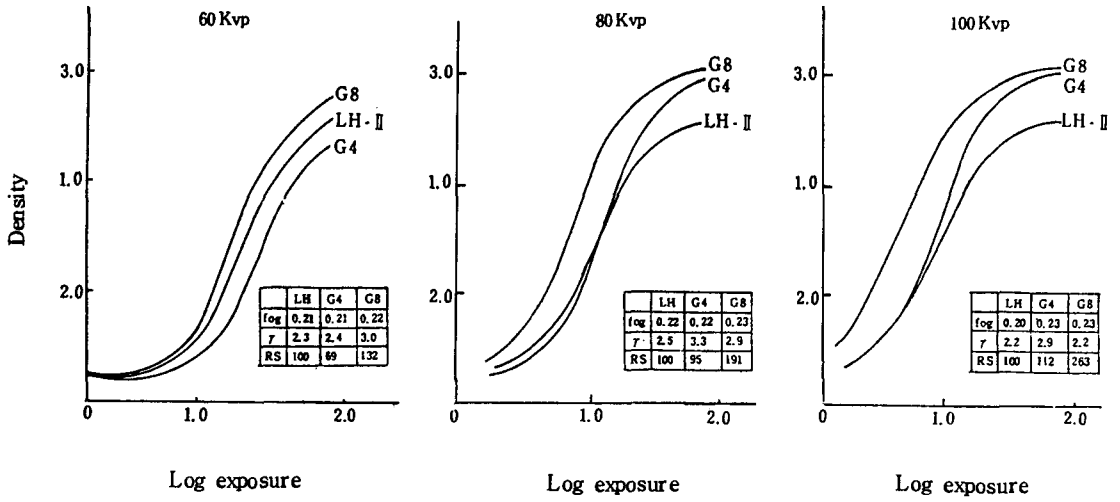 60 Kvp
3.0
1.0
2.0
Density
G8
LH-Ⅱ
G4
LH G4 G8
fog 0.21 0.21 0.22
γ 2.3 2.4 3.0
RS 100 69 132
0 1.0 2.0
Log exposure
80 Kvp
3.0
1.0
2.0
G8
G4
LH-Ⅱ
LH G4 G8
fog 0.22 0.22 0.23
γ 2.5 3.3 2.9
RS 100 95 191
0 1.0 2.0
Log exposure
100 Kvp
3.0
1.0
2.0
G8
G4
LH-Ⅱ
LH G4 G8
fog 0.20 0.23 0.23
γ 2.2 2.9 2.2
RS 100 112 263
0 1.0 2.0
Log exposure